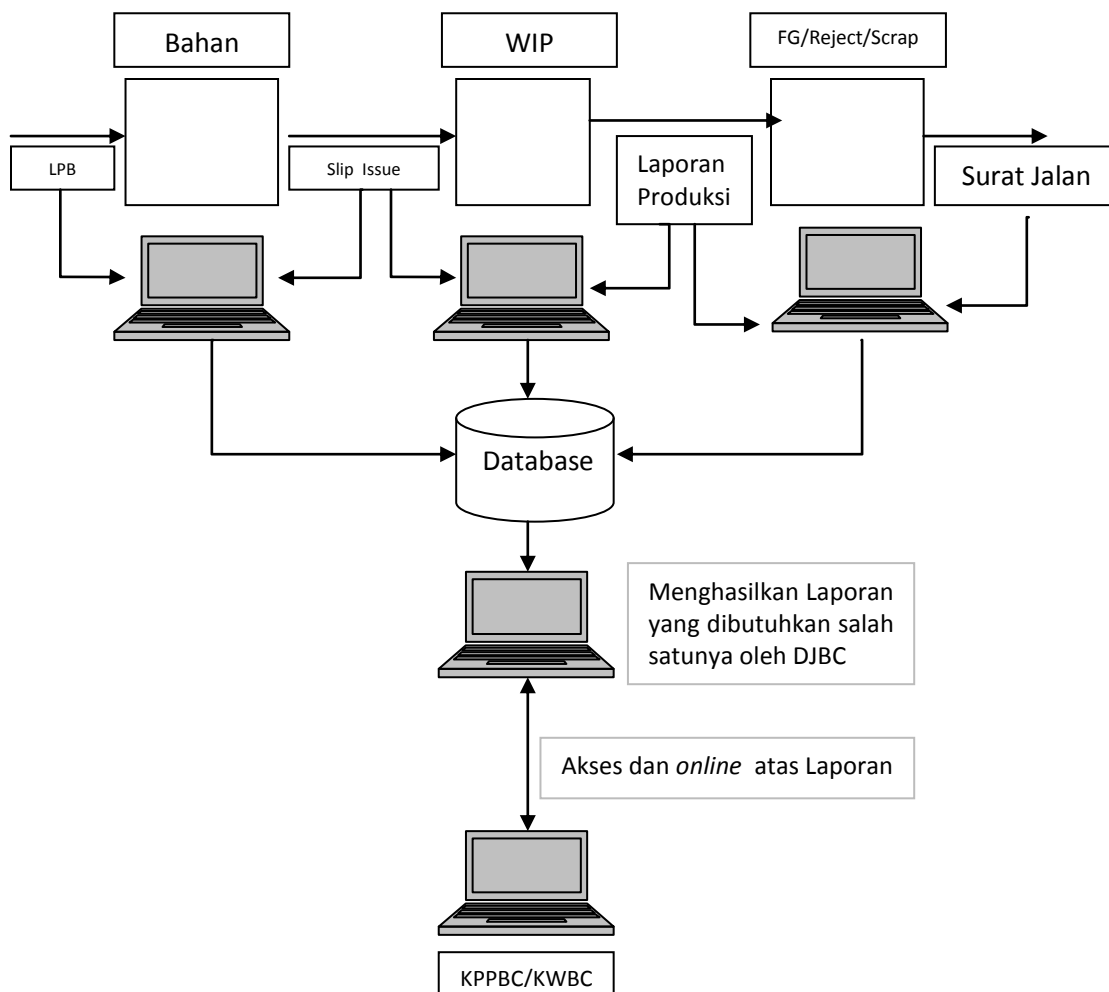 Bahan
WIP
FG/Reject/Scrap
LPB
Slip Issue
Laporan
Produksi
Surat Jalan
Database
Menghasilkan Laporan
yang dibutuhkan salah
satunya oleh DJBC
Akses dan online atas Laporan
KPPBC/KWBC